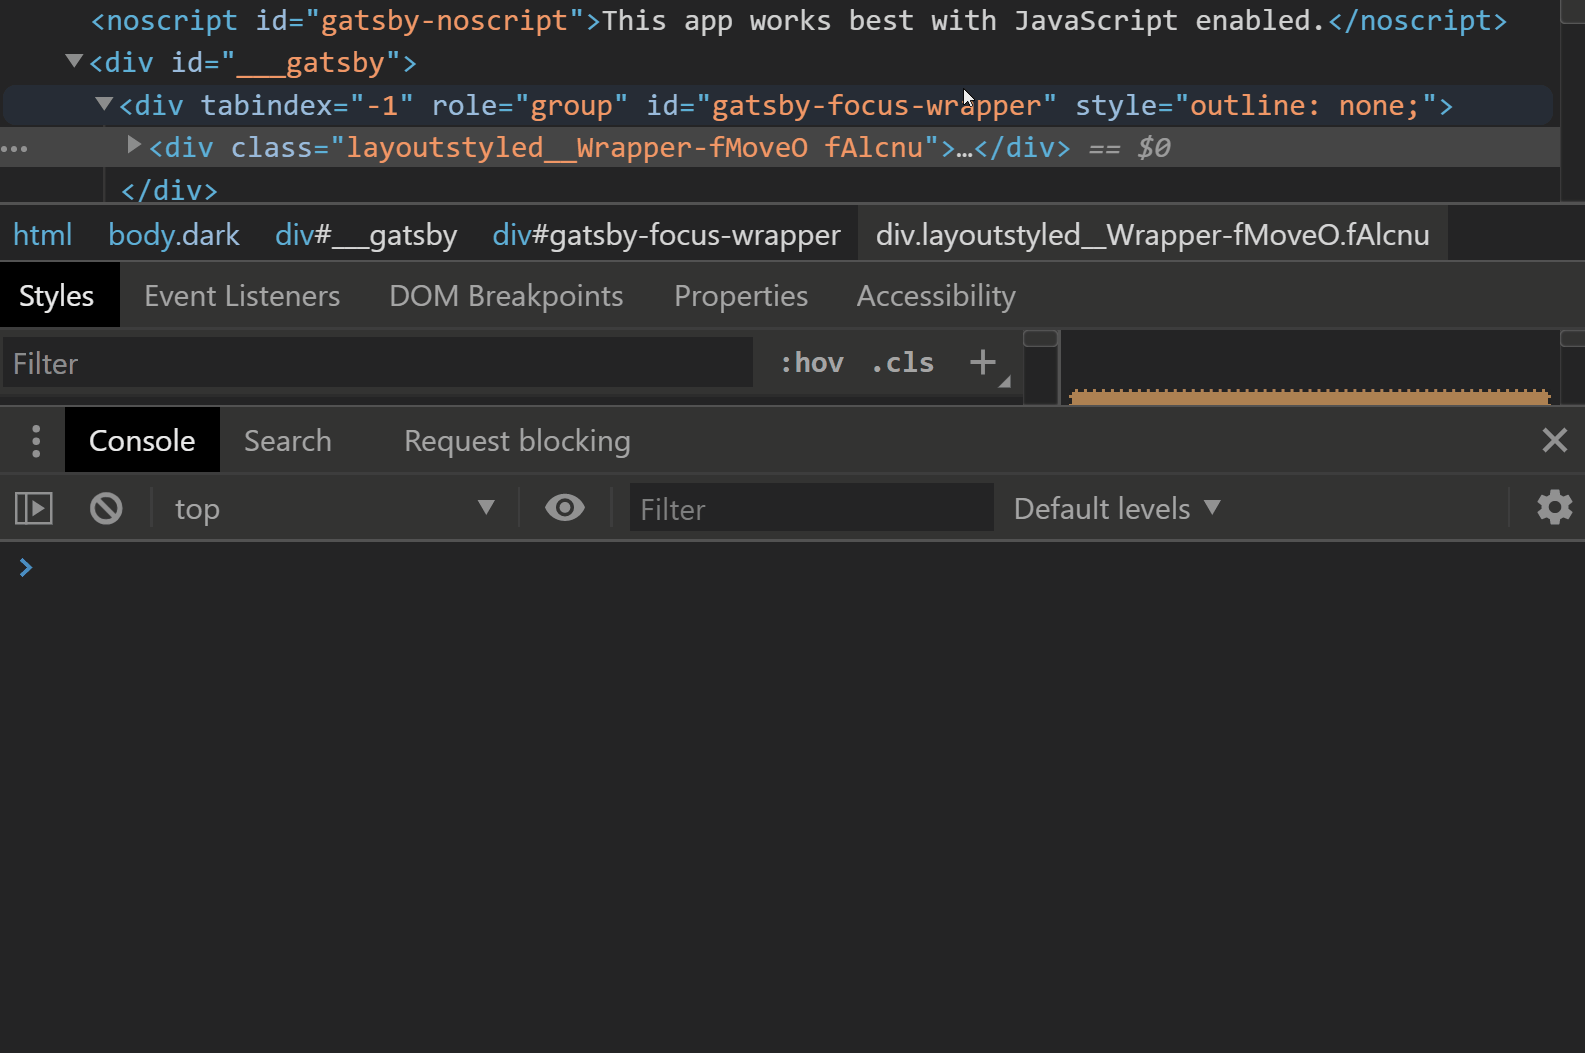 <noscript id="gatsby-noscript">This app works best with JavaScript enabled.</noscript>
<div id="___gatsby">
<div tabindex="-1" role="group" id="gatsby-focus-wrapper" style="outline: none;">
<div class="layoutstyled__Wrapper-fMoveO fAlcnu">…</div> == $0
</div>
html body.dark div#___gatsby div#gatsby-focus-wrapper div.layoutstyled__Wrapper-fMoveO.fAlcnu
Styles Event Listeners DOM Breakpoints Properties Accessibility
Filter :hov .cls +
Console Search Request blocking
top Filter Default levels